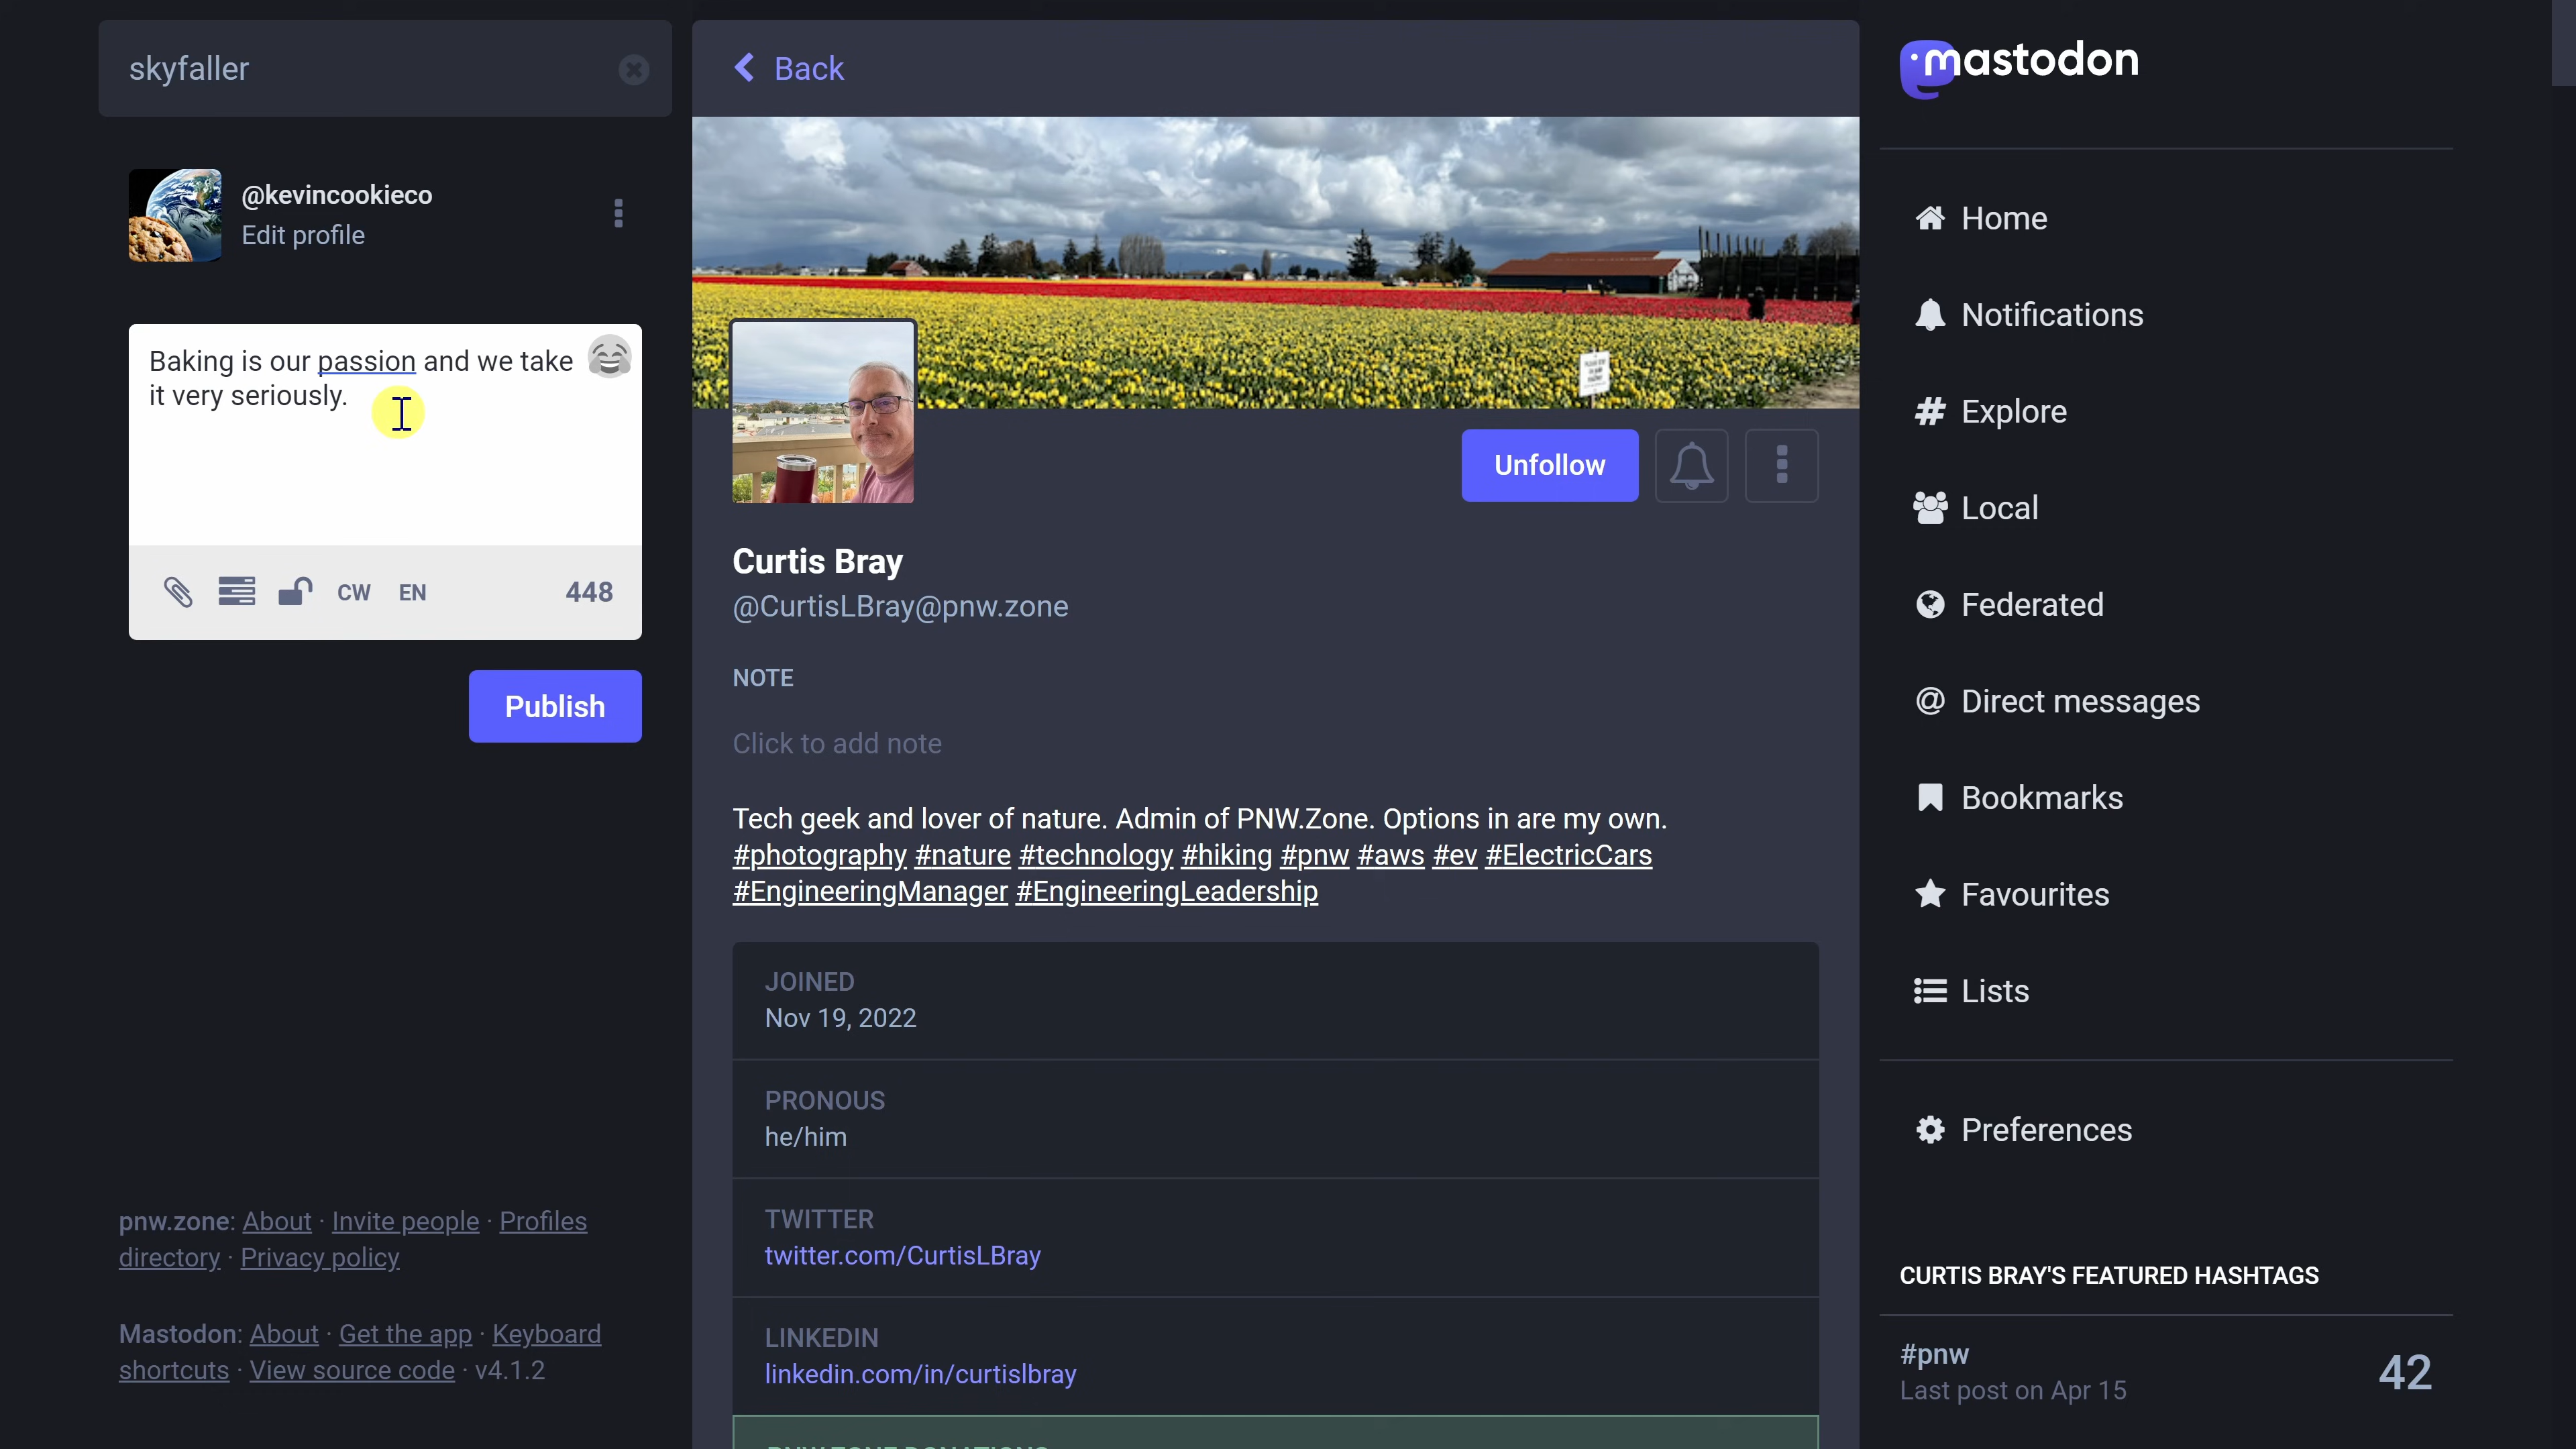 skyfaller
@kevincookieco
Edit profile
Baking is our passion and we take
it very seriously.
CW EN 448
Publish
pnw.zone: About · Invite people · Profiles
directory · Privacy policy
Mastodon: About · Get the app · Keyboard
shortcuts · View source code · v4.1.2
Back
Unfollow
Curtis Bray
@CurtisLBray@pnw.zone
NOTE
Click to add note
Tech geek and lover of nature. Admin of PNW.Zone. Options in are my own.
#photography #nature #technology #hiking #pnw #aws #ev #ElectricCars
#EngineeringManager #EngineeringLeadership
JOINED
Nov 19, 2022
PRONOUS
he/him
TWITTER
twitter.com/CurtisLBray
LINKEDIN
linkedin.com/in/curtislbray
PNW.ZONE DONATIONS
mastodon
Home
Notifications
Explore
Local
Federated
Direct messages
Bookmarks
Favourites
Lists
Preferences
CURTIS BRAY'S FEATURED HASHTAGS
#pnw
Last post on Apr 15
42